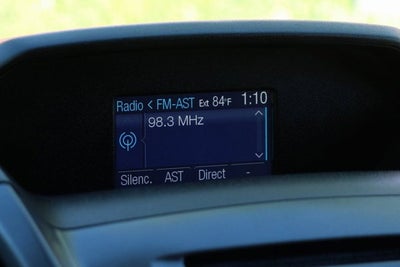 Radio < FM-AST Ext 84°F 1:10
98.3 MHz
Silenc. AST Direct -